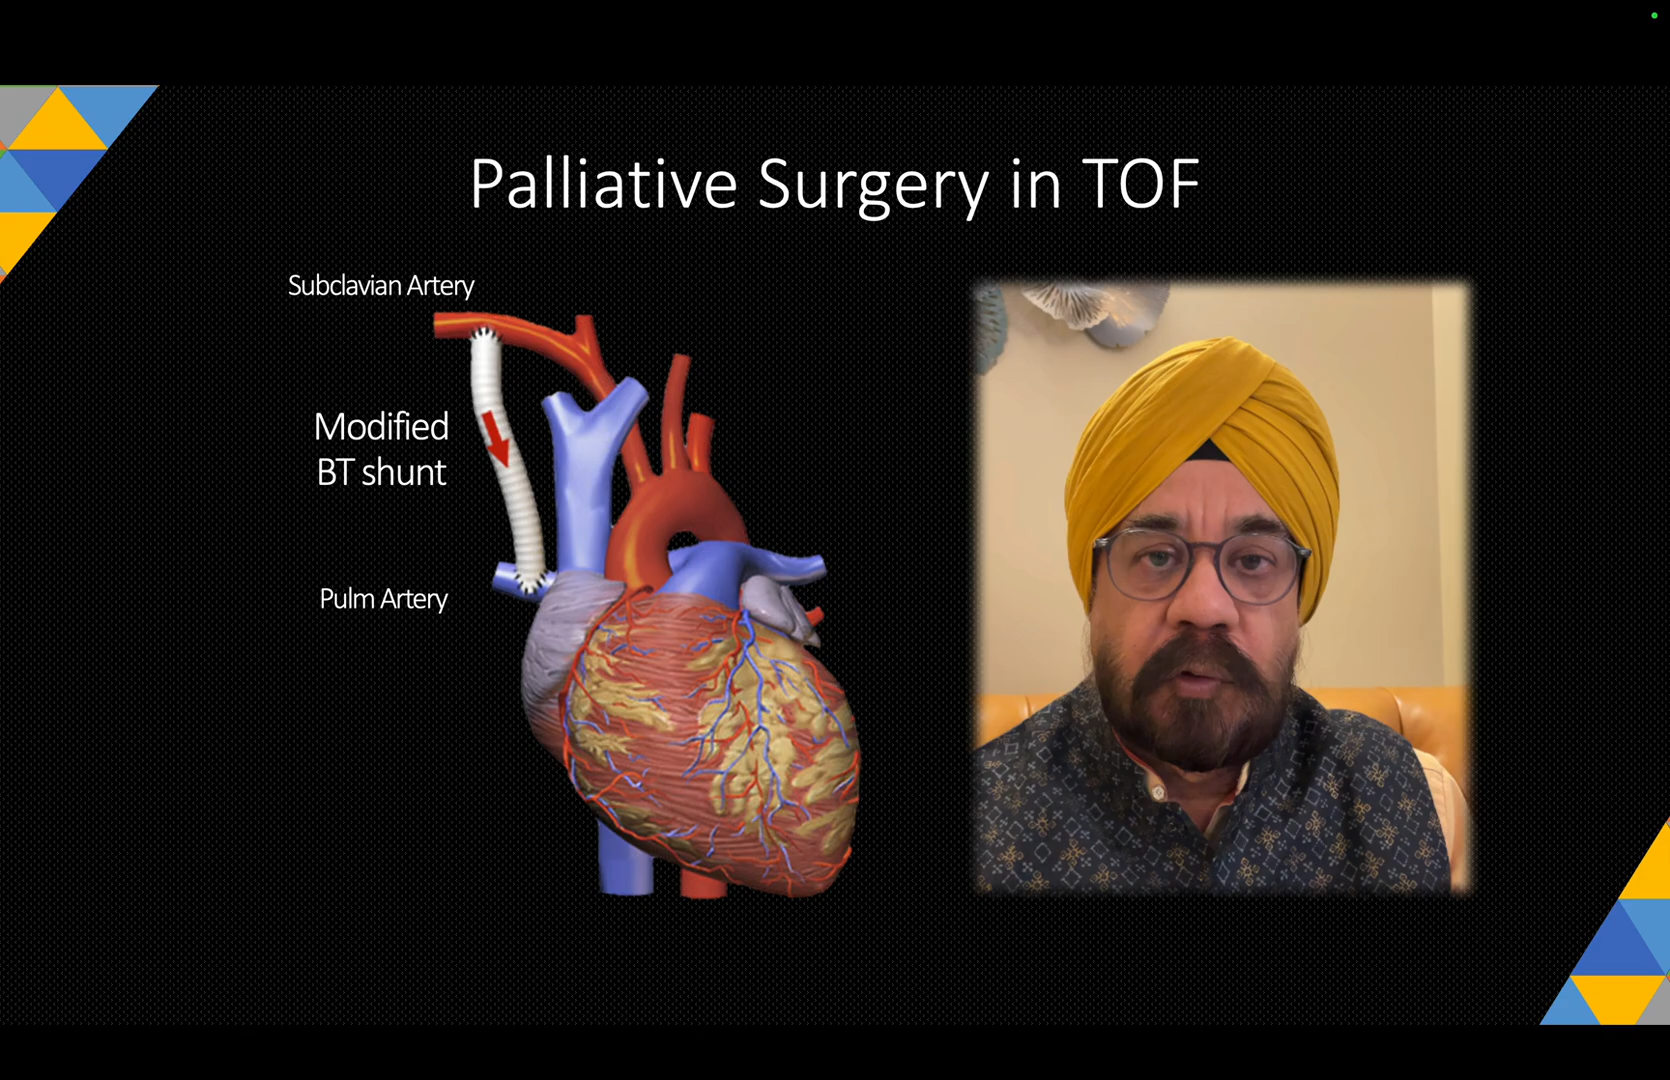 Palliative Surgery in TOF
Subclavian Artery
Modified
BT shunt
Pulm Artery